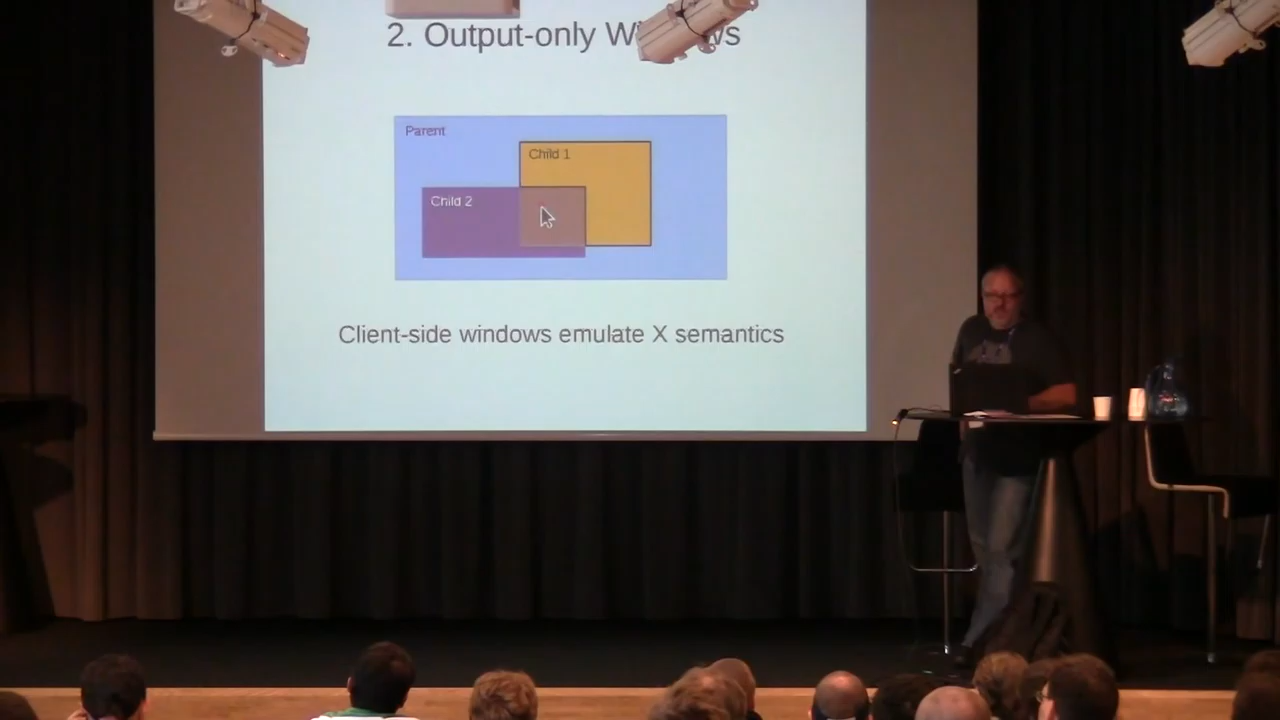 2. Output-only
Parent
Child 1
Child 2
Client-side windows emulate X semantics